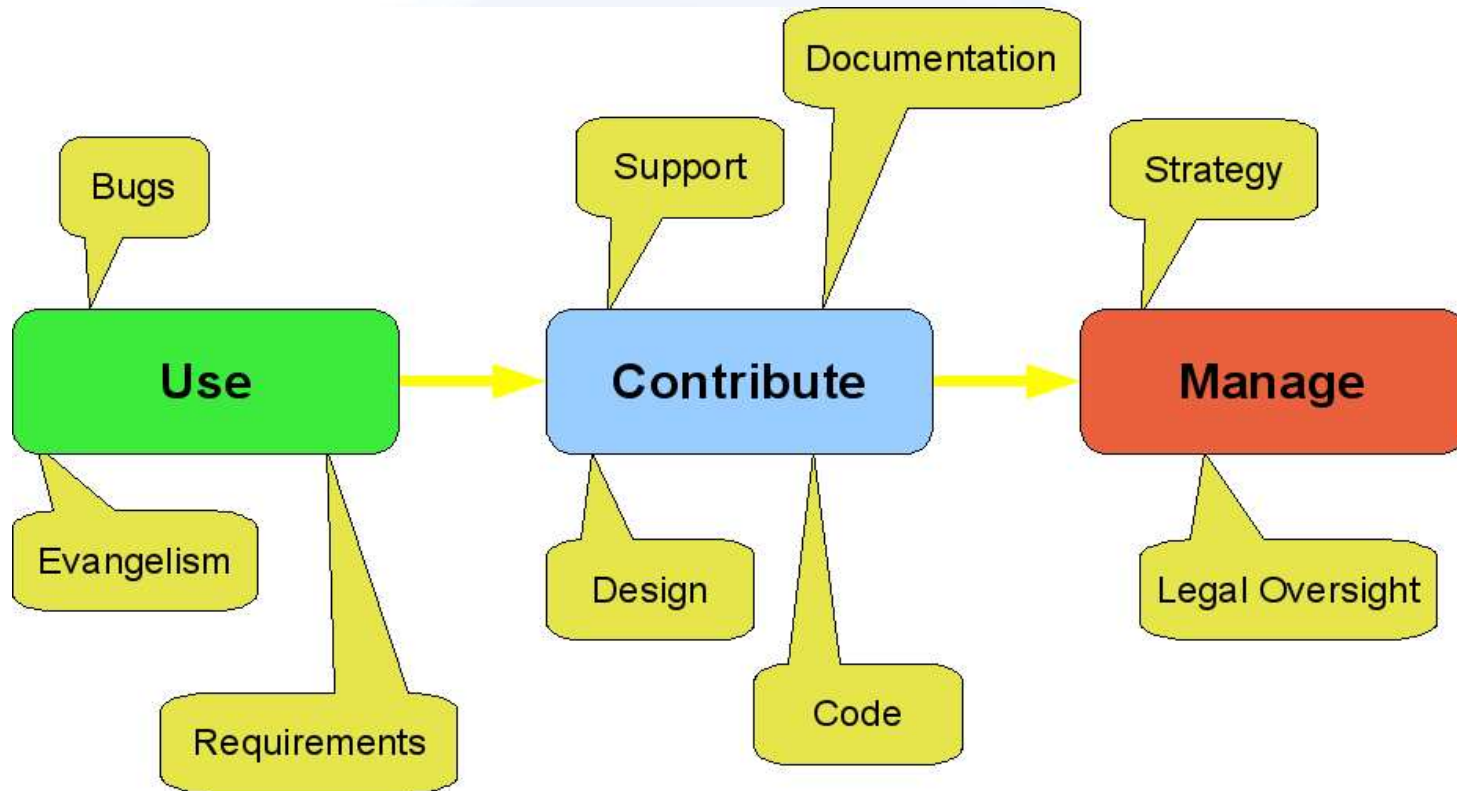 Documentation
Bugs
Support
Strategy
Use
Contribute
Manage
Evangelism
Design
Legal Oversight
Requirements
Code